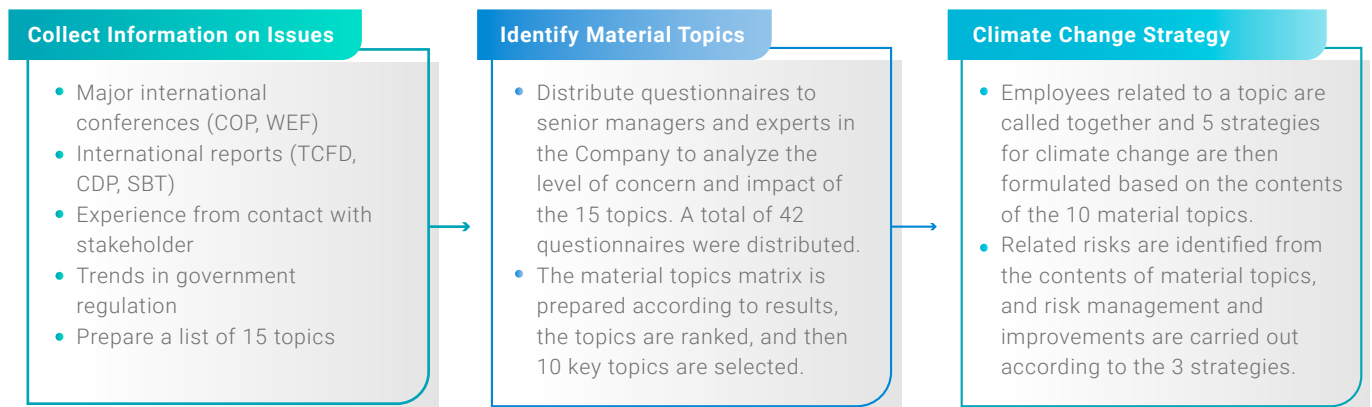 Collect Information on Issues
Major international
conferences (COP, WEF)
International reports (TCFD,
CDP, SBT)
Experience from contact with
stakeholder
Trends in government
regulation
Prepare a list of 15 topics
Identify Material Topics
Distribute questionnaires to
senior managers and experts in
the Company to analyze the
level of concern and impact of
the 15 topics. A total of 42
questionnaires were distributed.
The material topics matrix is
prepared according to results,
the topics are ranked, and then
10 key topics are selected.
Climate Change Strategy
Employees related to a topic are
called together and 5 strategies
for climate change are then
formulated based on the contents
of the 10 material topics.
Related risks are identified from
the contents of material topics,
and risk management and
improvements are carried out
according to the 3 strategies.